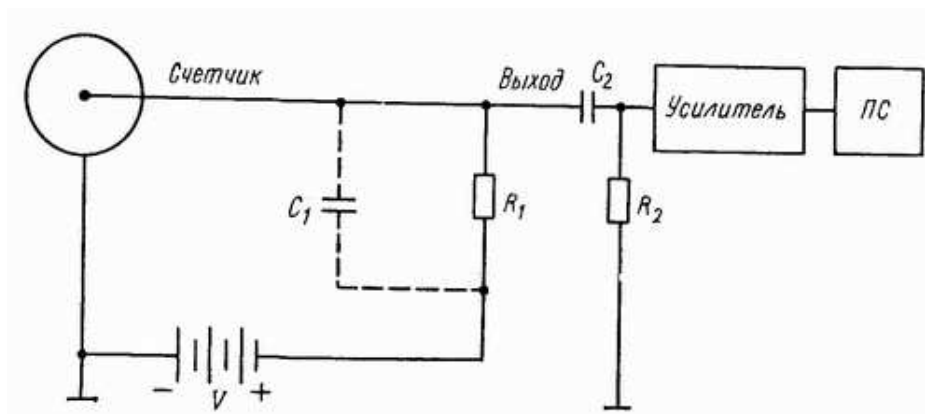 Счетчик
Выход
C₂
Усилитель
ПС
C₁
R₁
R₂
− V +